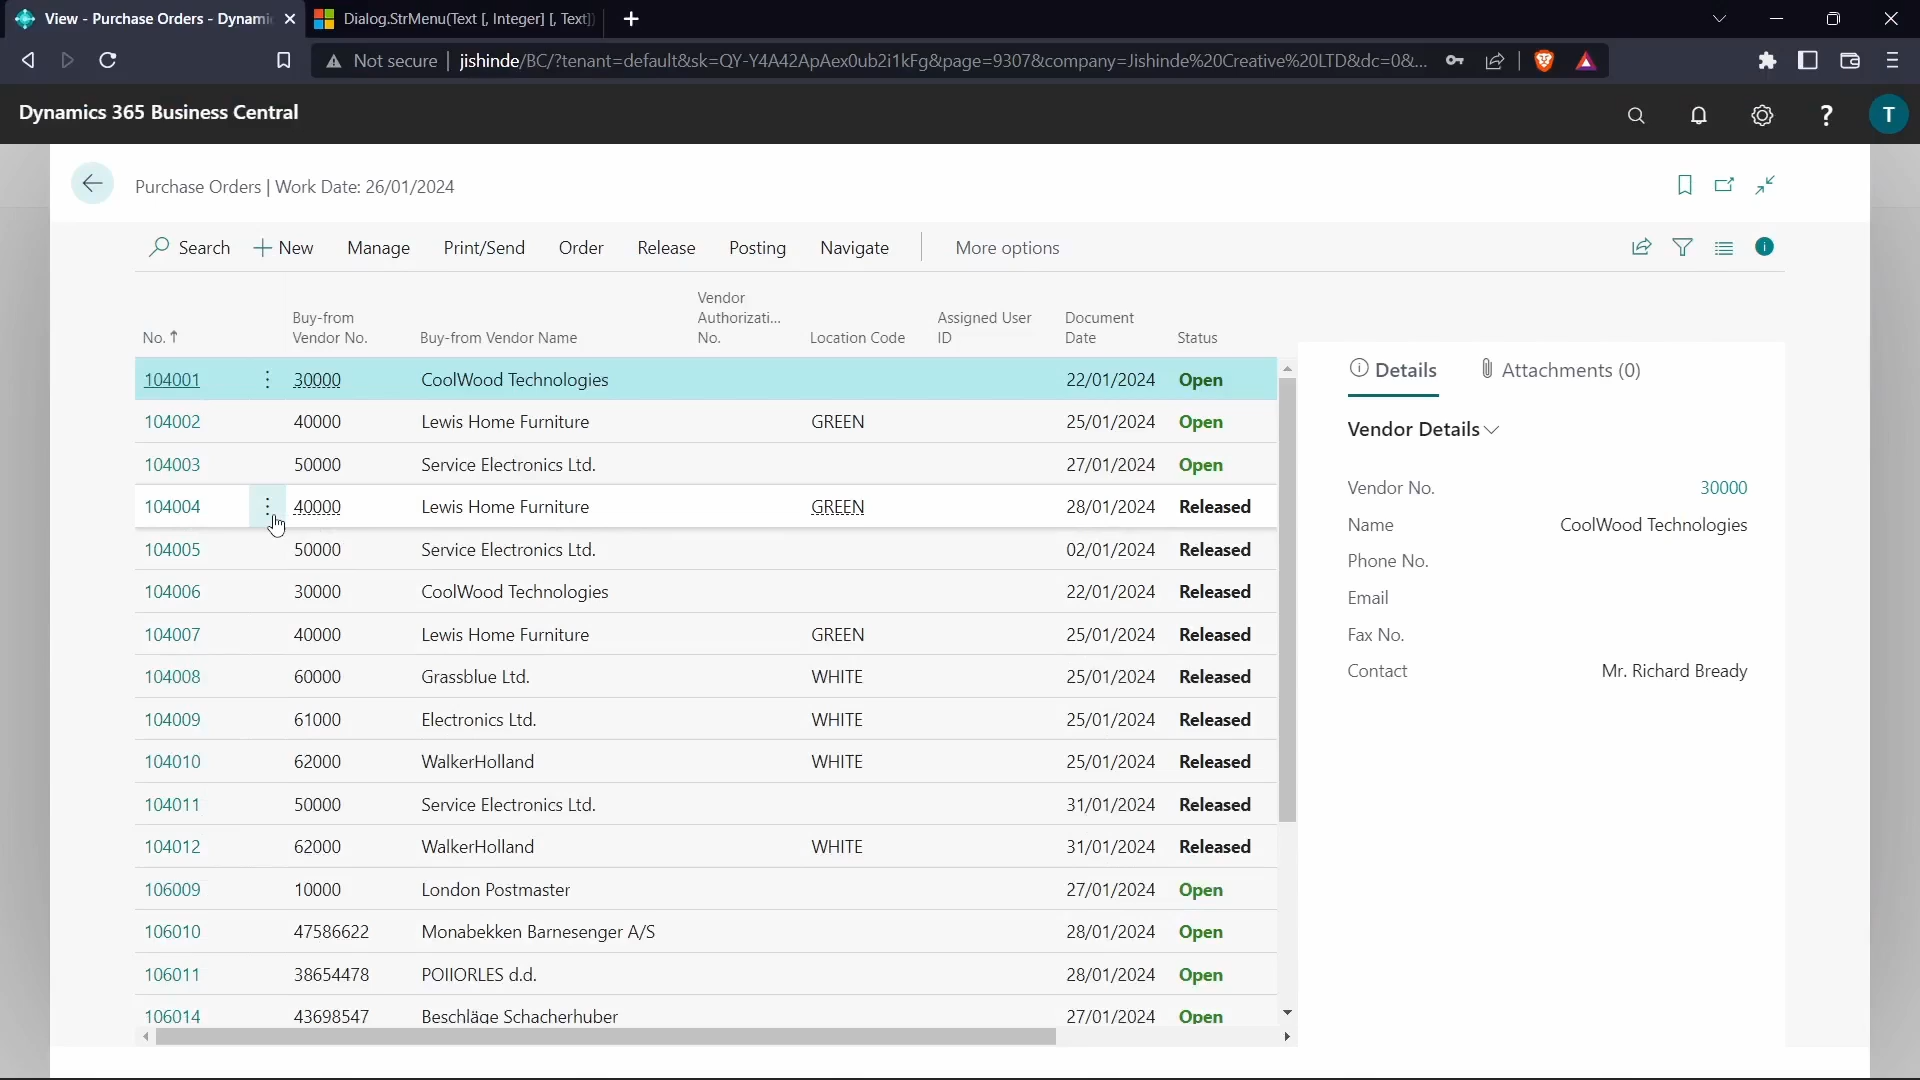 View - Purchase Orders - Dynamic
Dialog.StrMenu(Text [, Integer] [, Text])
Not secure
jishinde/BC/?tenant=default&sk=QY-Y4A42ApAex0ub2i1kFg&page=9307&company=Jishinde%20Creative%20LTD&dc=0&...
Dynamics 365 Business Central
T
Purchase Orders | Work Date: 26/01/2024
Search New Manage Print/Send Order Release Posting Navigate More options
No. ↑ Buy-from Vendor No. Buy-from Vendor Name Vendor Authorizati... No. Location Code Assigned User ID Document Date Status
104001 30000 CoolWood Technologies 22/01/2024 Open
104002 40000 Lewis Home Furniture GREEN 25/01/2024 Open
104003 50000 Service Electronics Ltd. 27/01/2024 Open
104004 40000 Lewis Home Furniture GREEN 28/01/2024 Released
104005 50000 Service Electronics Ltd. 02/01/2024 Released
104006 30000 CoolWood Technologies 22/01/2024 Released
104007 40000 Lewis Home Furniture GREEN 25/01/2024 Released
104008 60000 Grassblue Ltd. WHITE 25/01/2024 Released
104009 61000 Electronics Ltd. WHITE 25/01/2024 Released
104010 62000 WalkerHolland WHITE 25/01/2024 Released
104011 50000 Service Electronics Ltd. 31/01/2024 Released
104012 62000 WalkerHolland WHITE 31/01/2024 Released
106009 10000 London Postmaster 27/01/2024 Open
106010 47586622 Monabekken Barnesenger A/S 28/01/2024 Open
106011 38654478 POIIORLES d.d. 28/01/2024 Open
106014 43698547 Beschläge Schacherhuber 27/01/2024 Open
Details Attachments (0)
Vendor Details
Vendor No. 30000
Name CoolWood Technologies
Phone No.
Email
Fax No.
Contact Mr. Richard Bready